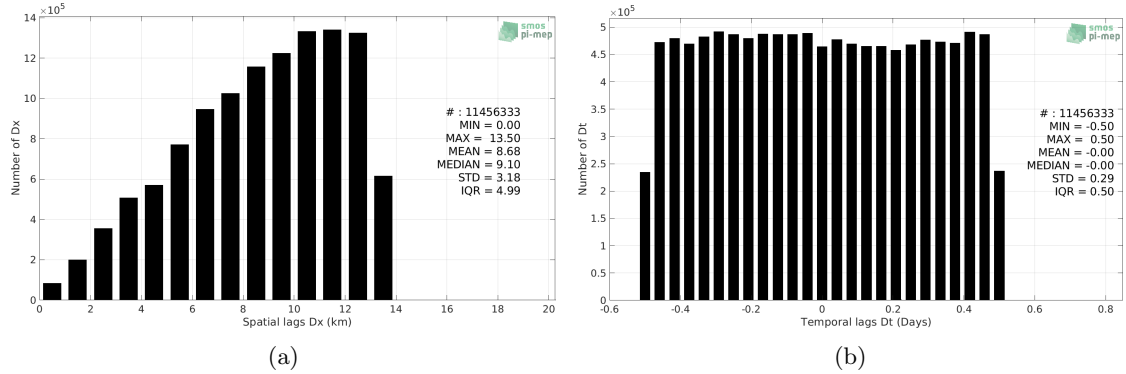 ×10⁵
14
12
10
8
6
4
2
0
Number of Dx
0 2 4 6 8 10 12 14 16 18 20
Spatial lags Dx (km)
smos
pi-mep
# : 11456333
MIN = 0.00
MAX = 13.50
MEAN = 8.68
MEDIAN = 9.10
STD = 3.18
IQR = 4.99
(a)
×10⁵
5
4.5
4
3.5
3
2.5
2
1.5
1
0.5
0
Number of Dt
-0.6 -0.4 -0.2 0 0.2 0.4 0.6 0.8
Temporal lags Dt (Days)
smos
pi-mep
# : 11456333
MIN = -0.50
MAX = 0.50
MEAN = -0.00
MEDIAN = -0.00
STD = 0.29
IQR = 0.50
(b)